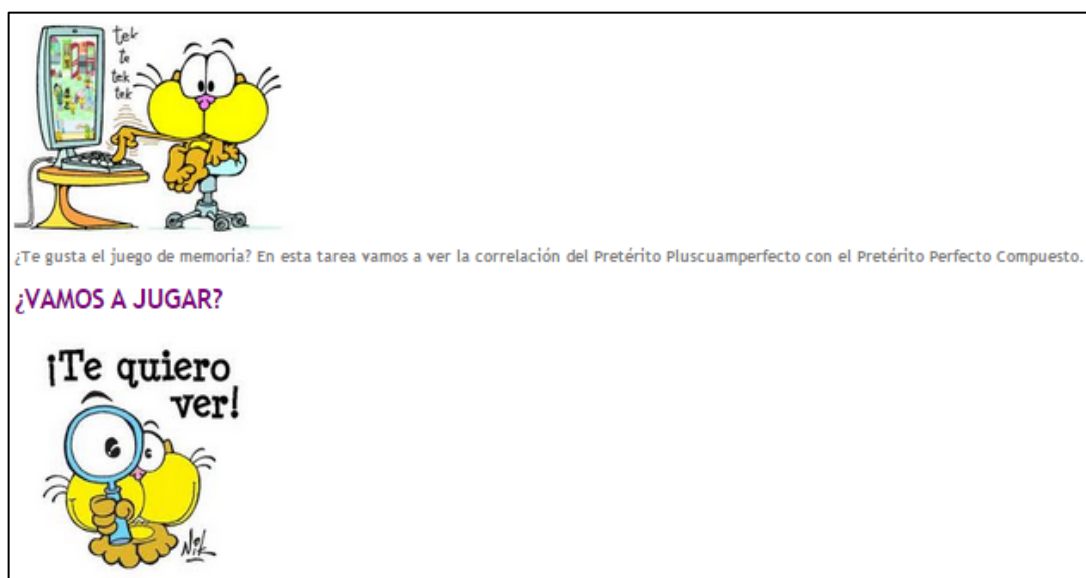 tek
te
tek
tek
¿Te gusta el juego de memoria? En esta tarea vamos a ver la correlación del Pretérito Pluscuamperfecto con el Pretérito Perfecto Compuesto.
¿VAMOS A JUGAR?
¡Te quiero
ver!
Nik